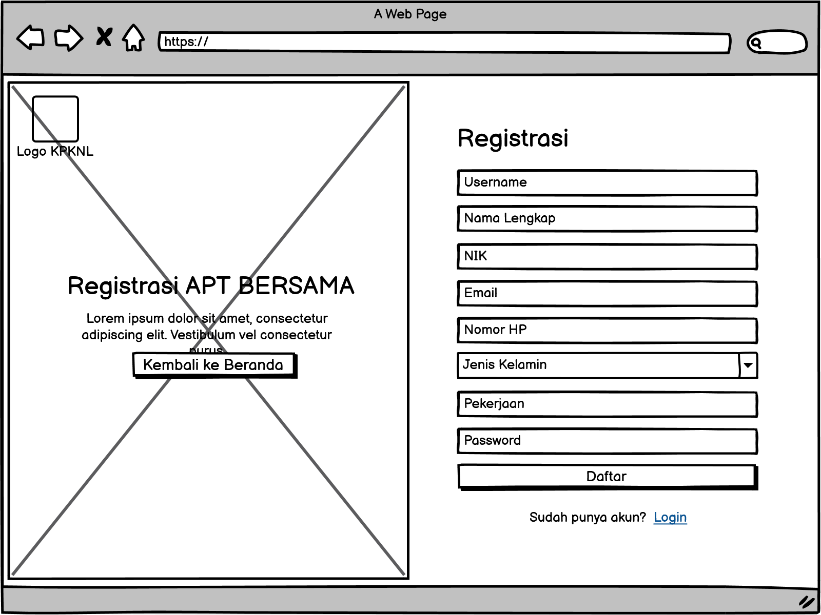 A Web Page
https://
Logo KPKNL
Registrasi APT BERSAMA
Lorem ipsum dolor sit amet, consectetur
adipiscing elit. Vestibulum vel consectetur
purus.
Kembali ke Beranda
Registrasi
Username
Nama Lengkap
NIK
Email
Nomor HP
Jenis Kelamin
Pekerjaan
Password
Daftar
Sudah punya akun? Login